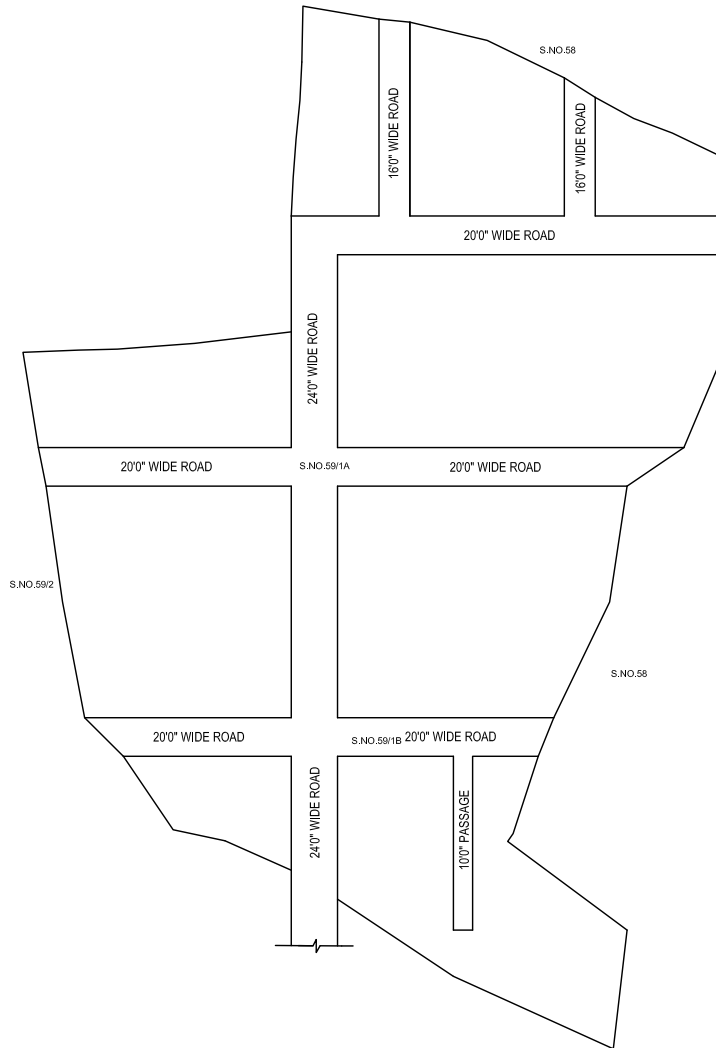 S.NO.58
16'0" WIDE ROAD
16'0" WIDE ROAD
20'0" WIDE ROAD
24'0" WIDE ROAD
20'0" WIDE ROAD
S.NO.59/1A
20'0" WIDE ROAD
S.NO.59/2
S.NO.58
20'0" WIDE ROAD
S.NO.59/1B
20'0" WIDE ROAD
24'0" WIDE ROAD
10'0" PASSAGE